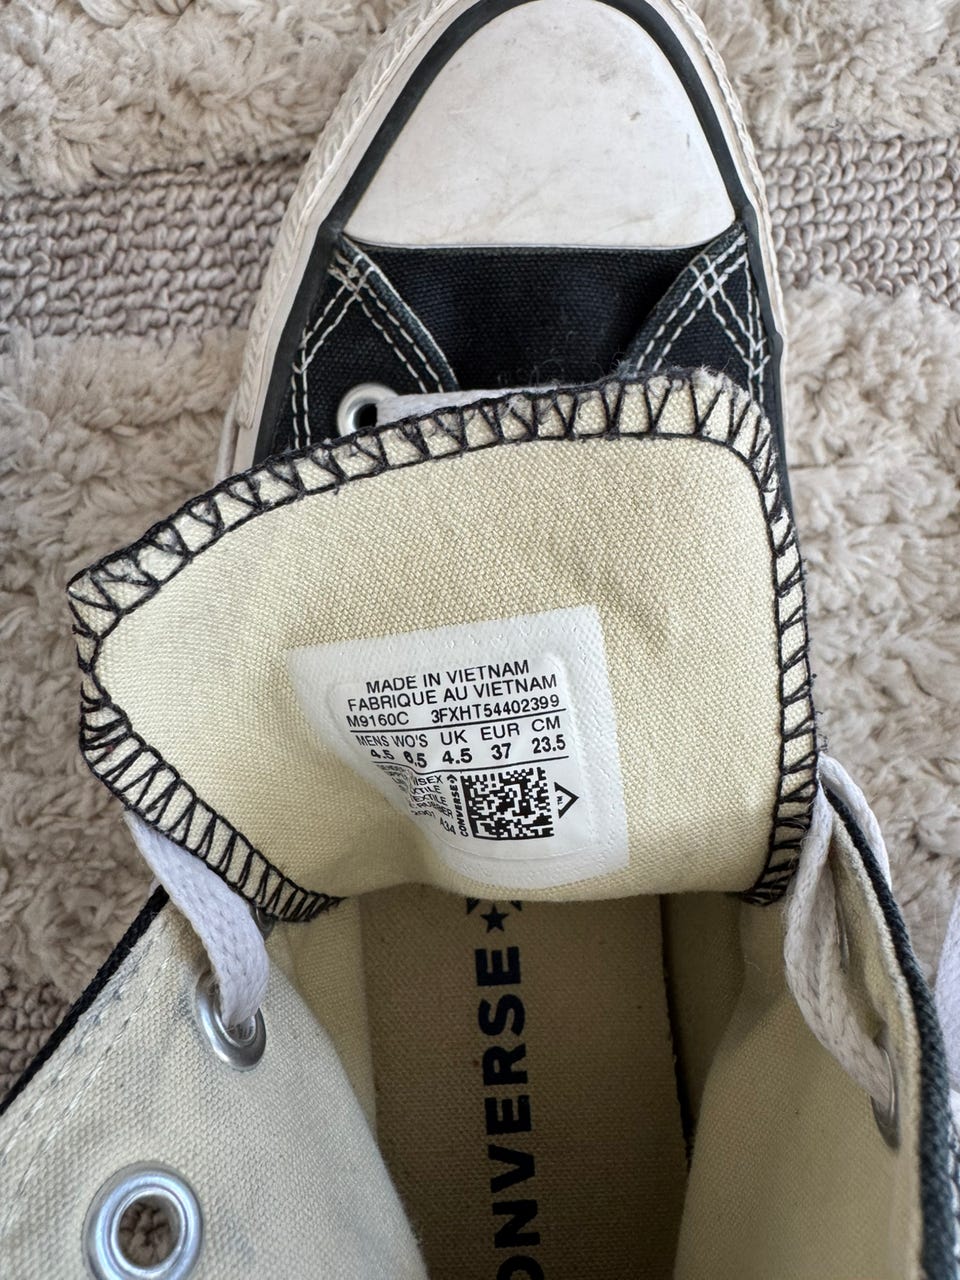 MADE IN VIETNAM
FABRIQUE AU VIETNAM
M9160C 3FXHT54402399
MENS WO'S UK EUR CM
4.5 6.5 4.5 37 23.5
CONVERSE
A34
CONVERSE